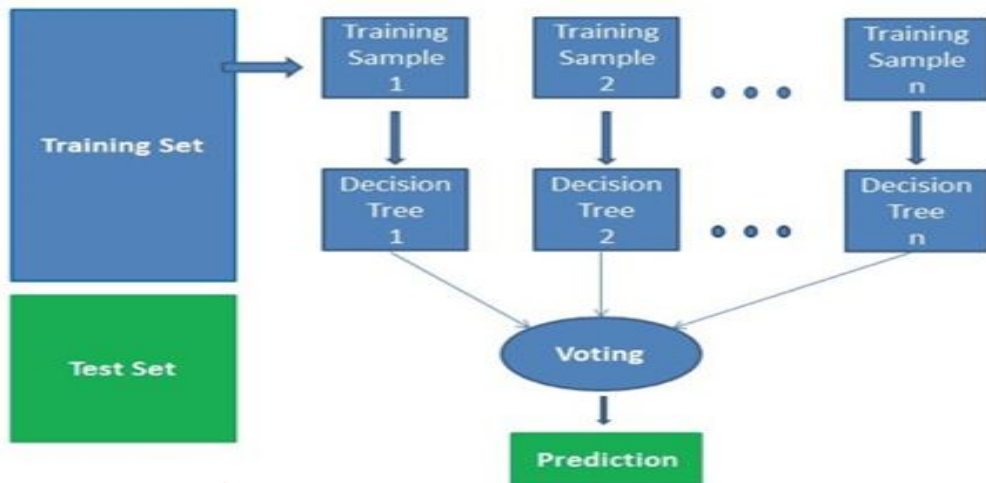 Training Set
Training
Sample
1
Training
Sample
2
Training
Sample
n
Decision
Tree
1
Decision
Tree
2
Decision
Tree
n
Test Set
Voting
Prediction